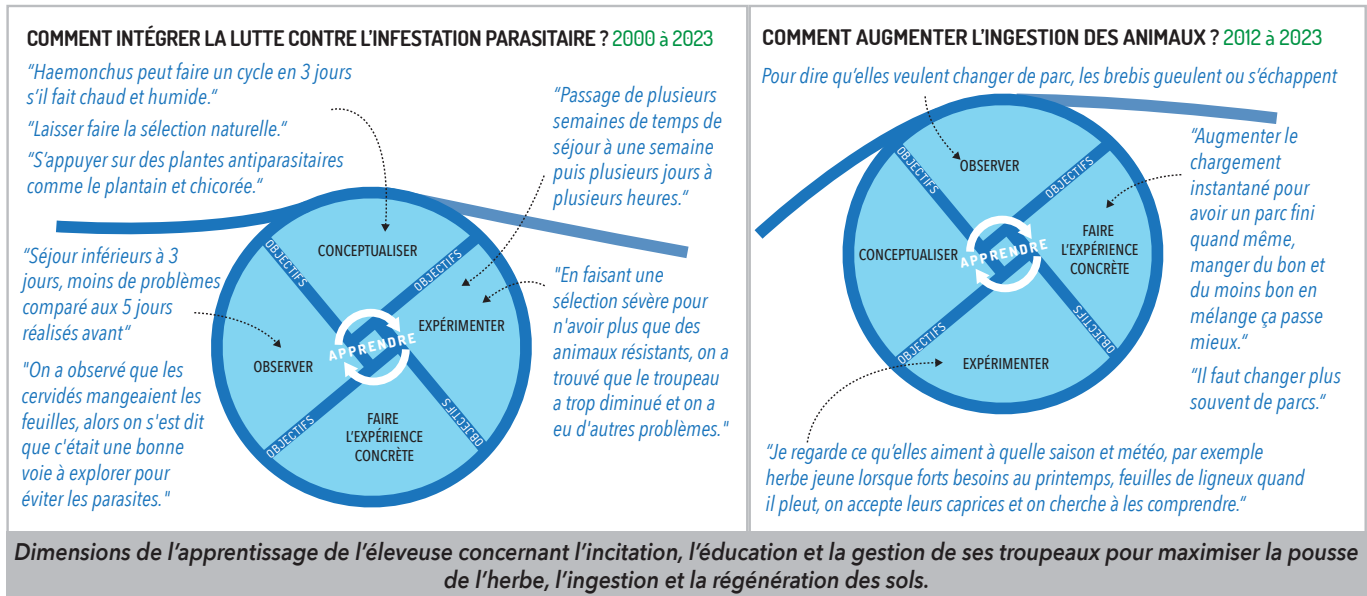 COMMENT INTÉGRER LA LUTTE CONTRE L'INFESTATION PARASITAIRE ? 2000 à 2023
“Haemonchus peut faire un cycle en 3 jours
s'il fait chaud et humide.“
“Laisser faire la sélection naturelle.“
“S'appuyer sur des plantes antiparasitaires
comme le plantain et chicorée.“
“Passage de plusieurs
semaines de temps de
séjour à une semaine
puis plusieurs jours à
plusieurs heures.“
“Séjour inférieurs à 3
jours, moins de problèmes
comparé aux 5 jours
réalisés avant“
"On a observé que les
cervidés mangeaient les
feuilles, alors on s'est dit
que c'était une bonne
voie à explorer pour
éviter les parasites."
"En faisant une
sélection sévère pour
n'avoir plus que des
animaux résistants, on a
trouvé que le troupeau
a trop diminué et on a
eu d'autres problèmes."
CONCEPTUALISER
OBJECTIFS
OBJECTIFS
EXPÉRIMENTER
APPRENDRE
OBSERVER
OBJECTIFS
OBJECTIFS
FAIRE
L'EXPÉRIENCE
CONCRÈTE
COMMENT AUGMENTER L'INGESTION DES ANIMAUX ? 2012 à 2023
Pour dire qu'elles veulent changer de parc, les brebis gueulent ou s'échappent
OBSERVER
OBJECTIFS
OBJECTIFS
CONCEPTUALISER
APPRENDRE
FAIRE
L'EXPÉRIENCE
CONCRÈTE
OBJECTIFS
OBJECTIFS
EXPÉRIMENTER
“Augmenter le
chargement
instantané pour
avoir un parc fini
quand même,
manger du bon et
du moins bon en
mélange ça passe
mieux.“
“Il faut changer plus
souvent de parcs.“
“Je regarde ce qu'elles aiment à quelle saison et météo, par exemple
herbe jeune lorsque forts besoins au printemps, feuilles de ligneux quand
il pleut, on accepte leurs caprices et on cherche à les comprendre.“
Dimensions de l'apprentissage de l'éleveuse concernant l'incitation, l'éducation et la gestion de ses troupeaux pour maximiser la pousse
de l'herbe, l'ingestion et la régénération des sols.